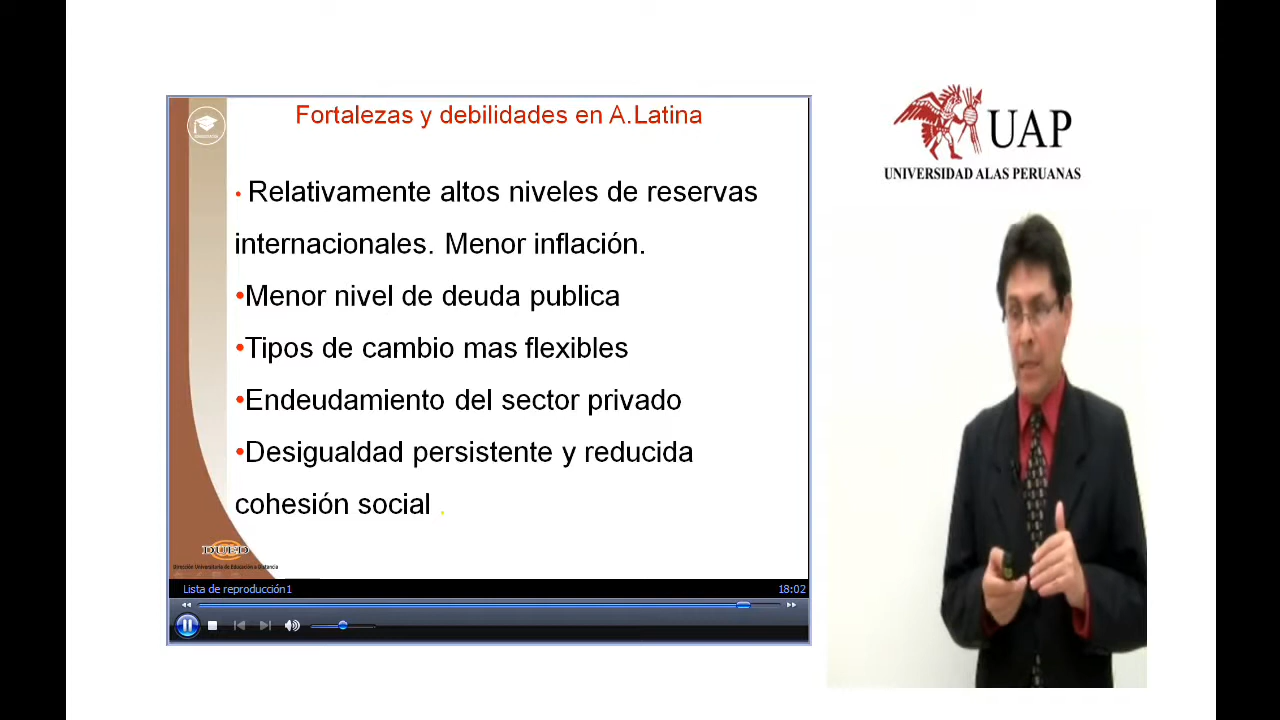 Fortalezas y debilidades en A.Latina
• Relativamente altos niveles de reservas
internacionales. Menor inflación.
•Menor nivel de deuda publica
•Tipos de cambio mas flexibles
•Endeudamiento del sector privado
•Desigualdad persistente y reducida
cohesión social .
DUED
Dirección Universitaria de Educación a Distancia
Lista de reproducción1
18:02
UAP
UNIVERSIDAD ALAS PERUANAS